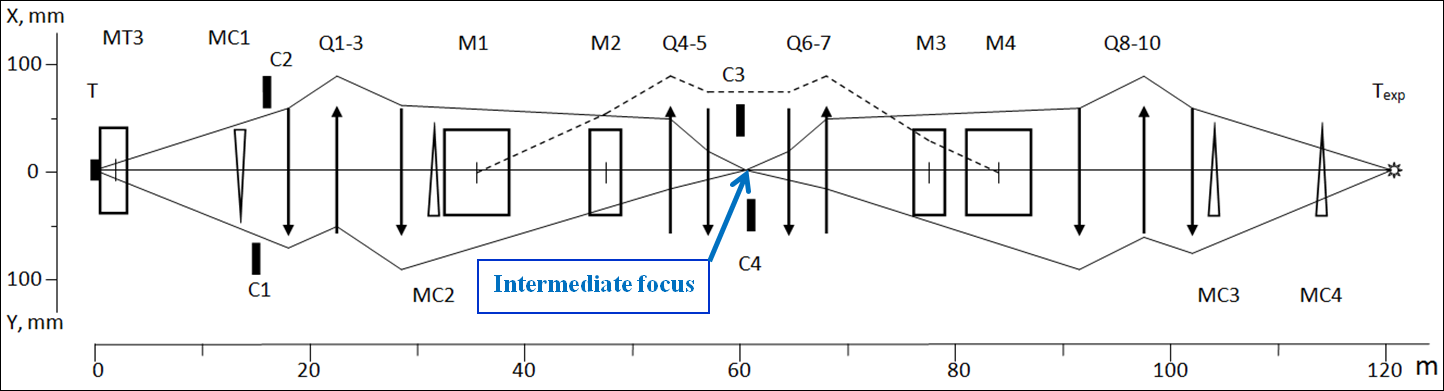 X, mm
MT3 MC1 C2 Q1-3 M1 M2 Q4-5 C3 Q6-7 M3 M4 Q8-10
100
T
T_exp
0
Intermediate focus
C4
100
C1
MC2
MC3 MC4
Y, mm
0 20 40 60 80 100 120 m